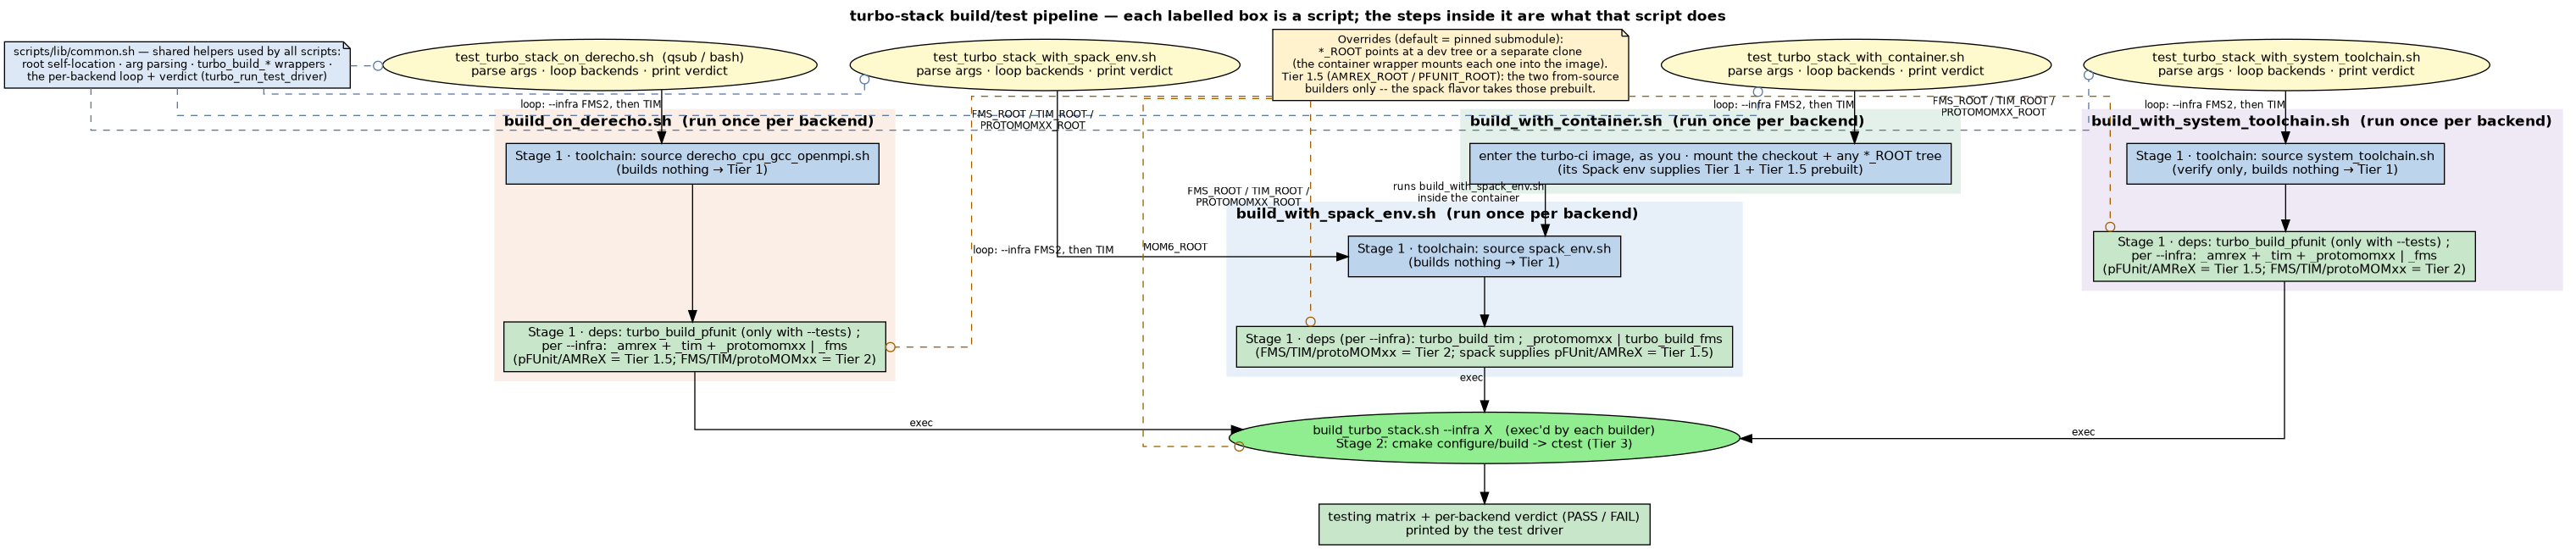 turbo-stack build/test pipeline — each labelled box is a script; the steps inside it are what that script does
scripts/lib/common.sh — shared helpers used by all scripts:
root self-location · arg parsing · turbo_build_* wrappers ·
the per-backend loop + verdict (turbo_run_test_driver)
test_turbo_stack_on_derecho.sh (qsub / bash)
parse args · loop backends · print verdict
test_turbo_stack_with_spack_env.sh
parse args · loop backends · print verdict
Overrides (default = pinned submodule):
*_ROOT points at a dev tree or a separate clone
(the container wrapper mounts each one into the image).
Tier 1.5 (AMREX_ROOT / PFUNIT_ROOT): the two from-source
builders only -- the spack flavor takes those prebuilt.
test_turbo_stack_with_container.sh
parse args · loop backends · print verdict
test_turbo_stack_with_system_toolchain.sh
parse args · loop backends · print verdict
loop: --infra FMS2, then TIM
FMS_ROOT / TIM_ROOT /
PROTOMOMXX_ROOT
loop: --infra FMS2, then TIM
FMS_ROOT / TIM_ROOT /
PROTOMOMXX_ROOT
loop: --infra FMS2, then TIM
build_on_derecho.sh (run once per backend)
Stage 1 · toolchain: source derecho_cpu_gcc_openmpi.sh
(builds nothing → Tier 1)
build_with_container.sh (run once per backend)
enter the turbo-ci image, as you · mount the checkout + any *_ROOT tree
(its Spack env supplies Tier 1 + Tier 1.5 prebuilt)
build_with_system_toolchain.sh (run once per backend)
Stage 1 · toolchain: source system_toolchain.sh
(verify only, builds nothing → Tier 1)
FMS_ROOT / TIM_ROOT /
PROTOMOMXX_ROOT
runs build_with_spack_env.sh
inside the container
build_with_spack_env.sh (run once per backend)
loop: --infra FMS2, then TIM
MOM6_ROOT
Stage 1 · toolchain: source spack_env.sh
(builds nothing → Tier 1)
Stage 1 · deps: turbo_build_pfunit (only with --tests) ;
per --infra: _amrex + _tim + _protomomxx | _fms
(pFUnit/AMReX = Tier 1.5; FMS/TIM/protoMOMxx = Tier 2)
Stage 1 · deps: turbo_build_pfunit (only with --tests) ;
per --infra: _amrex + _tim + _protomomxx | _fms
(pFUnit/AMReX = Tier 1.5; FMS/TIM/protoMOMxx = Tier 2)
Stage 1 · deps (per --infra): turbo_build_tim ; _protomomxx | turbo_build_fms
(FMS/TIM/protoMOMxx = Tier 2; spack supplies pFUnit/AMReX = Tier 1.5)
exec
exec
exec
build_turbo_stack.sh --infra X (exec'd by each builder)
Stage 2: cmake configure/build -> ctest (Tier 3)
testing matrix + per-backend verdict (PASS / FAIL)
printed by the test driver